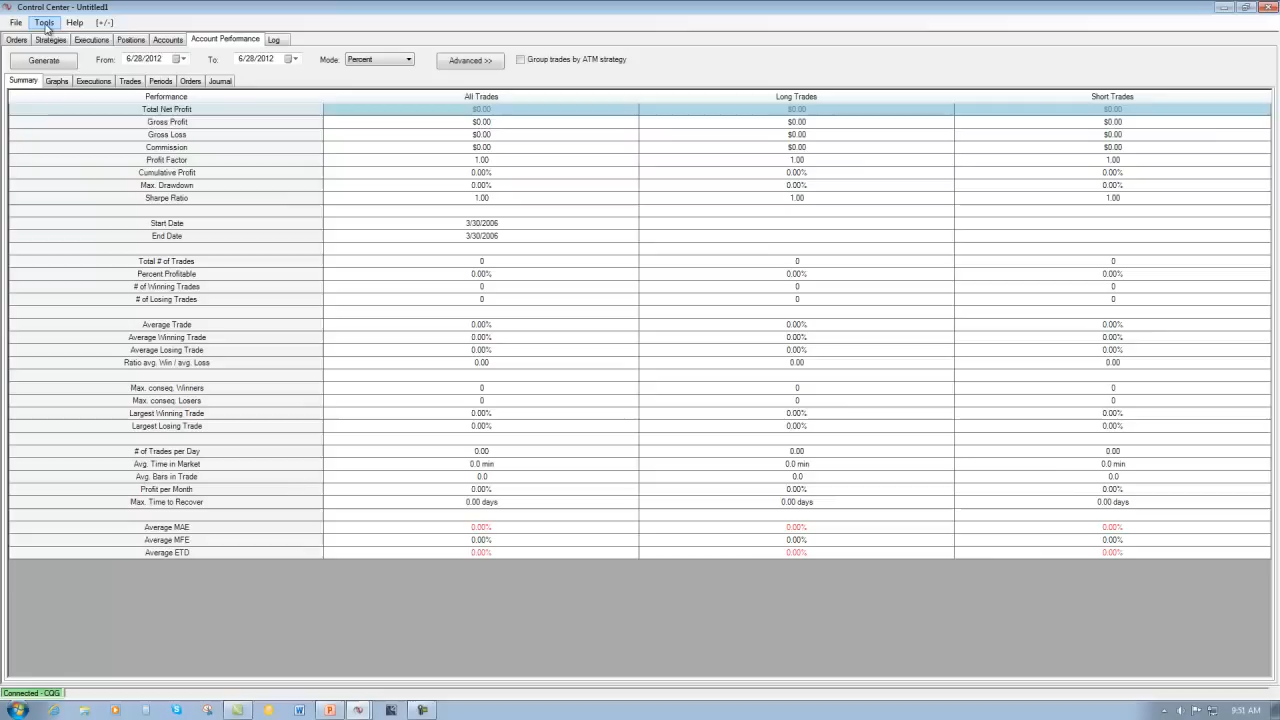 Control Center - Untitled1
File Tools Help [+/-]
Orders Strategies Executions Positions Accounts Account Performance Log
Generate From: 6/28/2012 To: 6/28/2012 Mode: Percent Advanced >> Group trades by ATM strategy
Summary Graphs Executions Trades Periods Orders Journal
Performance All Trades Long Trades Short Trades
Total Net Profit $0.00 $0.00 $0.00
Gross Profit $0.00 $0.00 $0.00
Gross Loss $0.00 $0.00 $0.00
Commission $0.00 $0.00 $0.00
Profit Factor 1.00 1.00 1.00
Cumulative Profit 0.00% 0.00% 0.00%
Max. Drawdown 0.00% 0.00% 0.00%
Sharpe Ratio 1.00 1.00 1.00
Start Date 3/30/2006
End Date 3/30/2006
Total # of Trades 0 0 0
Percent Profitable 0.00% 0.00% 0.00%
# of Winning Trades 0 0 0
# of Losing Trades 0 0 0
Average Trade 0.00% 0.00% 0.00%
Average Winning Trade 0.00% 0.00% 0.00%
Average Losing Trade 0.00% 0.00% 0.00%
Ratio avg. Win / avg. Loss 0.00 0.00 0.00
Max. conseq. Winners 0 0 0
Max. conseq. Losers 0 0 0
Largest Winning Trade 0.00% 0.00% 0.00%
Largest Losing Trade 0.00% 0.00% 0.00%
# of Trades per Day 0.00 0.00 0.00
Avg. Time in Market 0.0 min 0.0 min 0.0 min
Avg. Bars in Trade 0.0 0.0 0.0
Profit per Month 0.00% 0.00% 0.00%
Max. Time to Recover 0.00 days 0.00 days 0.00 days
Average MAE 0.00% 0.00% 0.00%
Average MFE 0.00% 0.00% 0.00%
Average ETD 0.00% 0.00% 0.00%
Connected - CQG
9:51 AM